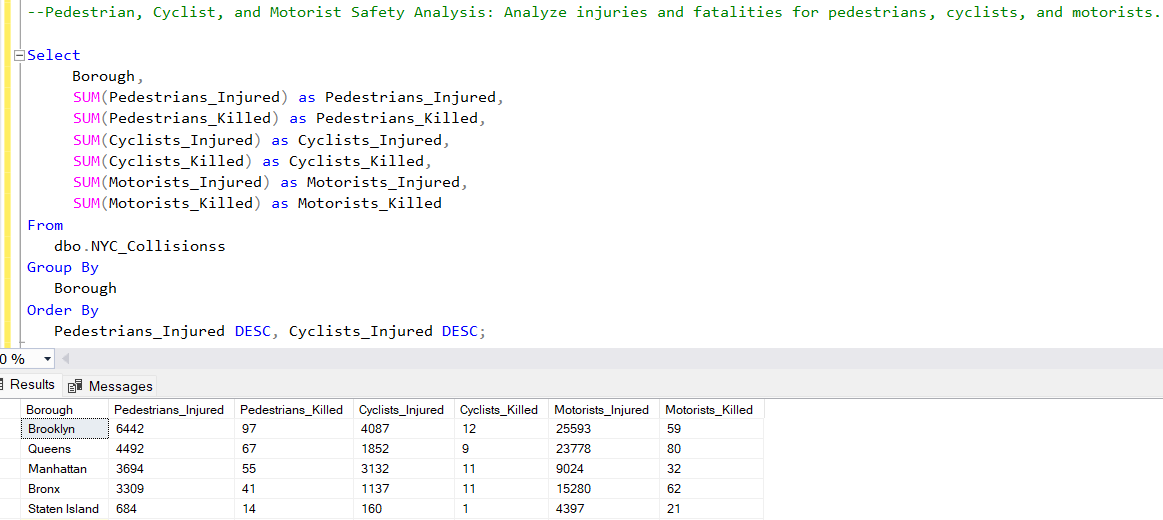 --Pedestrian, Cyclist, and Motorist Safety Analysis: Analyze injuries and fatalities for pedestrians, cyclists, and motorists.
Select
Borough,
SUM(Pedestrians_Injured) as Pedestrians_Injured,
SUM(Pedestrians_Killed) as Pedestrians_Killed,
SUM(Cyclists_Injured) as Cyclists_Injured,
SUM(Cyclists_Killed) as Cyclists_Killed,
SUM(Motorists_Injured) as Motorists_Injured,
SUM(Motorists_Killed) as Motorists_Killed
From
dbo.NYC_Collisionss
Group By
Borough
Order By
Pedestrians_Injured DESC, Cyclists_Injured DESC;
0 %
Results Messages
Borough Pedestrians_Injured Pedestrians_Killed Cyclists_Injured Cyclists_Killed Motorists_Injured Motorists_Killed
Brooklyn 6442 97 4087 12 25593 59
Queens 4492 67 1852 9 23778 80
Manhattan 3694 55 3132 11 9024 32
Bronx 3309 41 1137 11 15280 62
Staten Island 684 14 160 1 4397 21